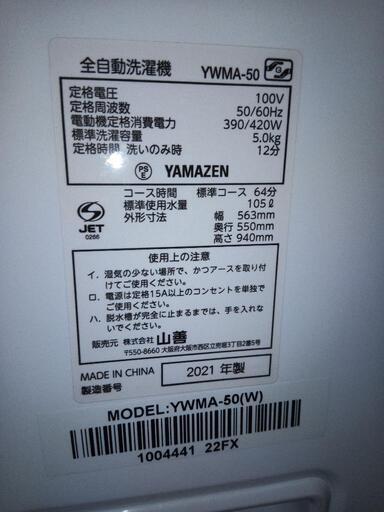 全自動洗濯機 YWMA-50
定格電圧 100V
定格周波数 50/60Hz
電動機定格消費電力 390/420W
標準洗濯容量 5.0kg
定格時間 洗いのみ時 12分
PS
E
YAMAZEN
JET
0266
コース時間 標準コース 64分
標準使用水量 105ℓ
外形寸法 幅 563mm
奥行 550mm
高さ 940mm
使用上の注意
イ. 湿気の少ない場所で、かつアースを取り付
けてご使用ください。
ロ. 電源は定格15A以上のコンセントを単独で
ご使用ください。
ハ. 脱水槽が完全に止まるまでは、手を入れな
いでください。
販売元 株式会社 山善
〒550-8660 大阪府大阪市西区立売堀3丁目2番5号
MADE IN CHINA 2021 年製
製造番号
MODEL:YWMA-50(W)
1004441 22FX